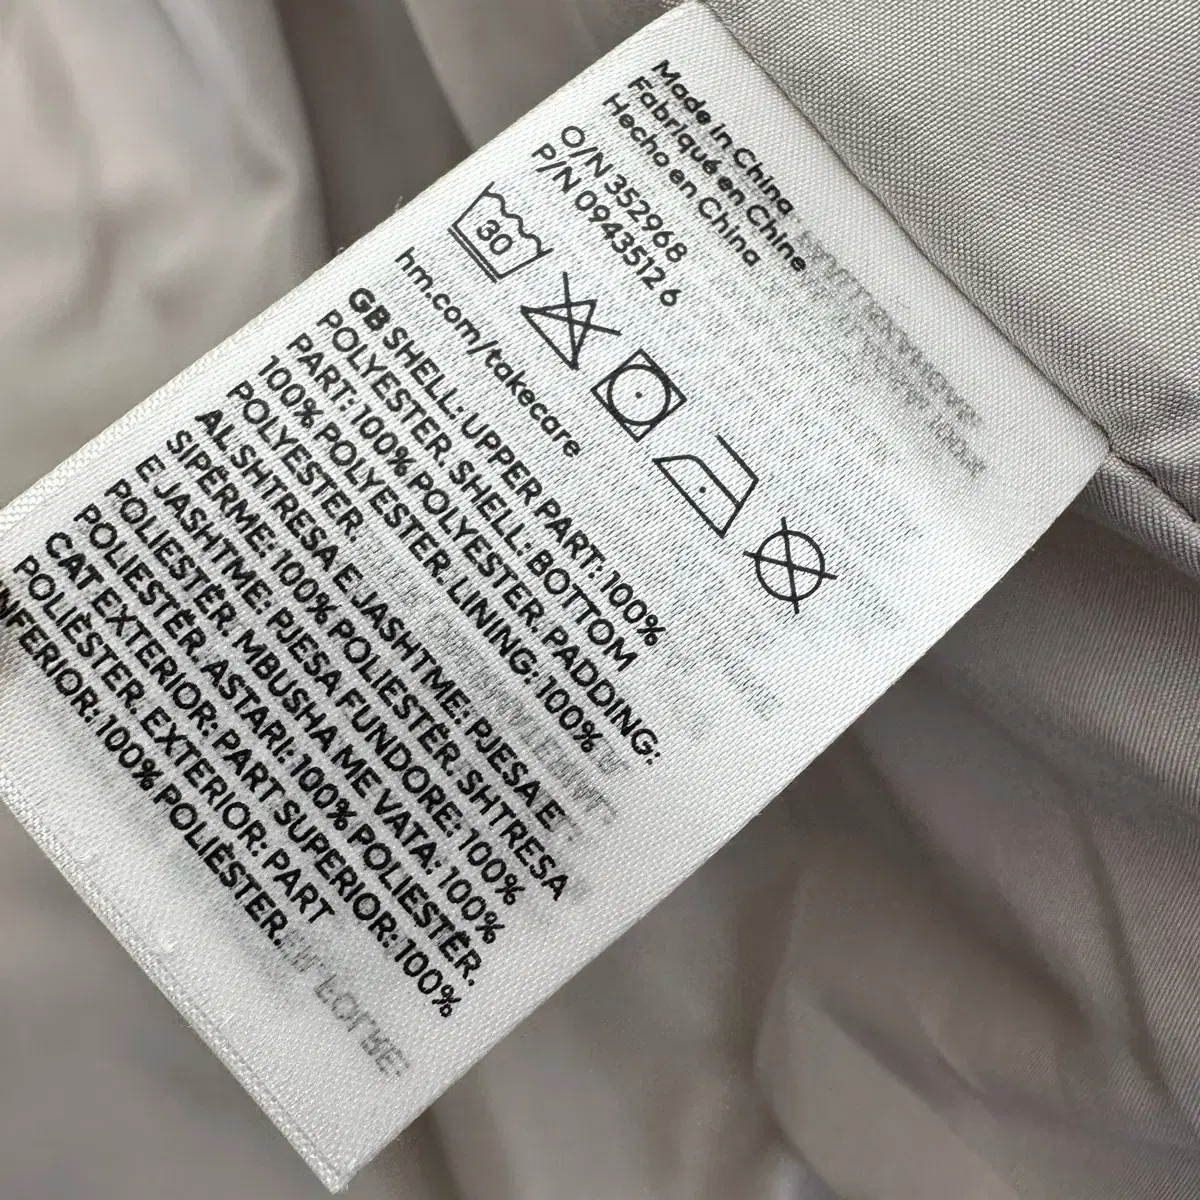 Made in China
Fabriqué en Chine
Hecho en China
O/N 352968
P/N 0943512 6
30
hm.com/takecare
GB SHELL: UPPER PART: 100%
POLYESTER. SHELL: BOTTOM
PART: 100% POLYESTER. PADDING:
100% POLYESTER. LINING: 100%
POLYESTER
AL SHTRESA E JASHTME: PJESA E
SIPËRME: 100% POLIESTËR. SHTRESA
E JASHTME: PJESA FUNDORE: 100%
POLIESTËR. MBUSHA ME VATA: 100%
POLIESTËR. ASTARI: 100% POLIESTËR.
CAT EXTERIOR: PART SUPERIOR: 100%
POLIÈSTER. EXTERIOR: PART
INFERIOR: 100% POLIÈSTER.